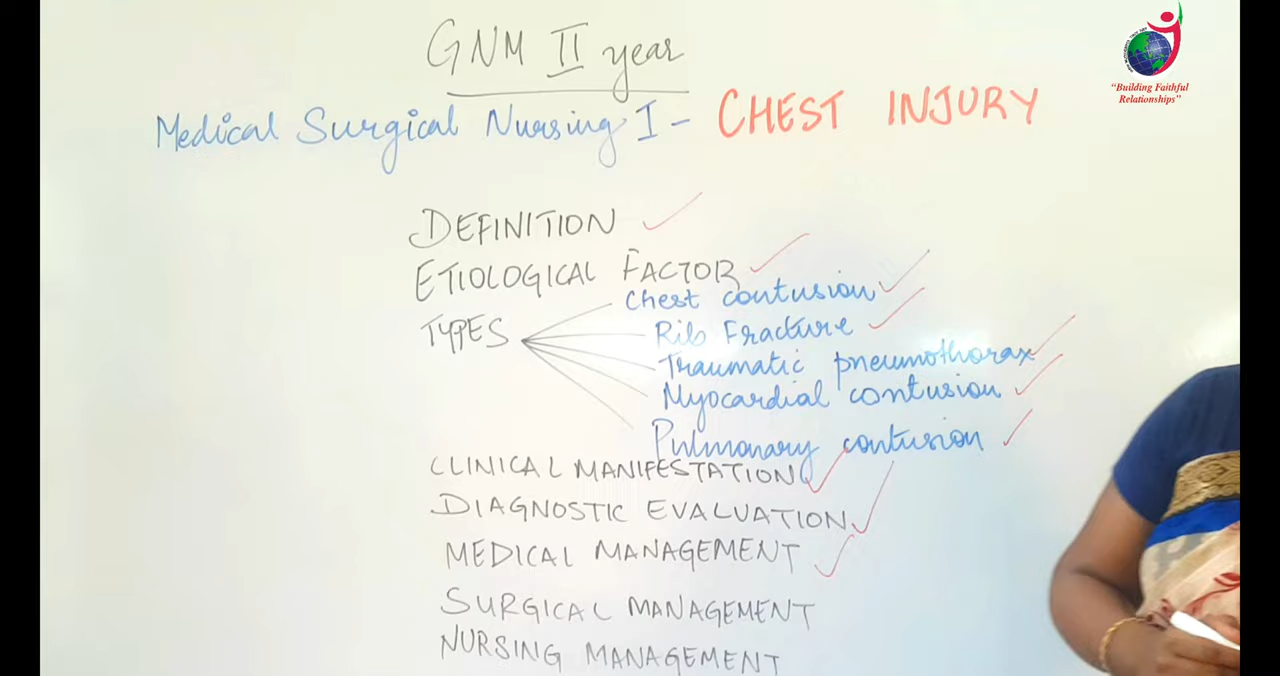 GNM II year
Medical Surgical Nursing I - CHEST INJURY
"Building Faithful
Relationships"
DEFINITION
ETIOLOGICAL FACTOR
TYPES
Chest contusion
Rib Fracture
Traumatic pneumothorax
Myocardial contusion
Pulmonary contusion
CLINICAL MANIFESTATION
DIAGNOSTIC EVALUATION
MEDICAL MANAGEMENT
SURGICAL MANAGEMENT
NURSING MANAGEMENT